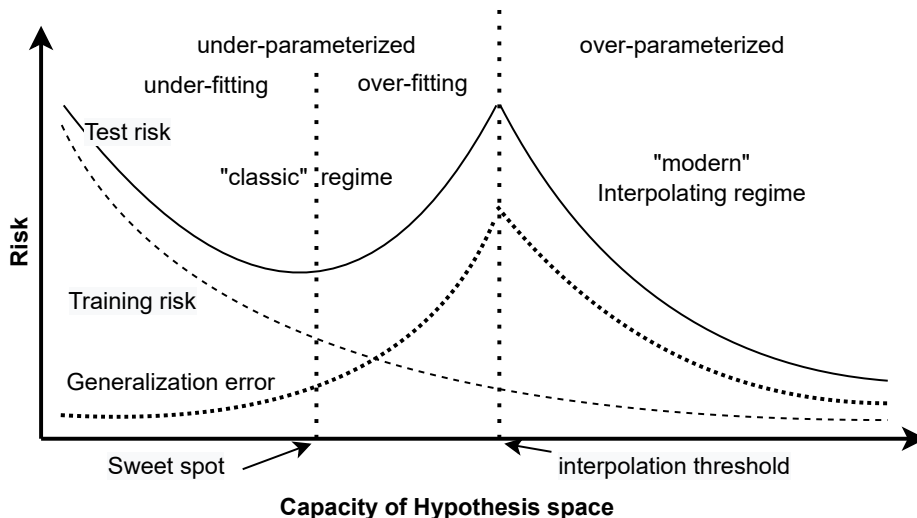 under-parameterized
over-parameterized
under-fitting
over-fitting
Test risk
"classic" regime
"modern"
Interpolating regime
Risk
Training risk
Generalization error
Sweet spot
interpolation threshold
Capacity of Hypothesis space